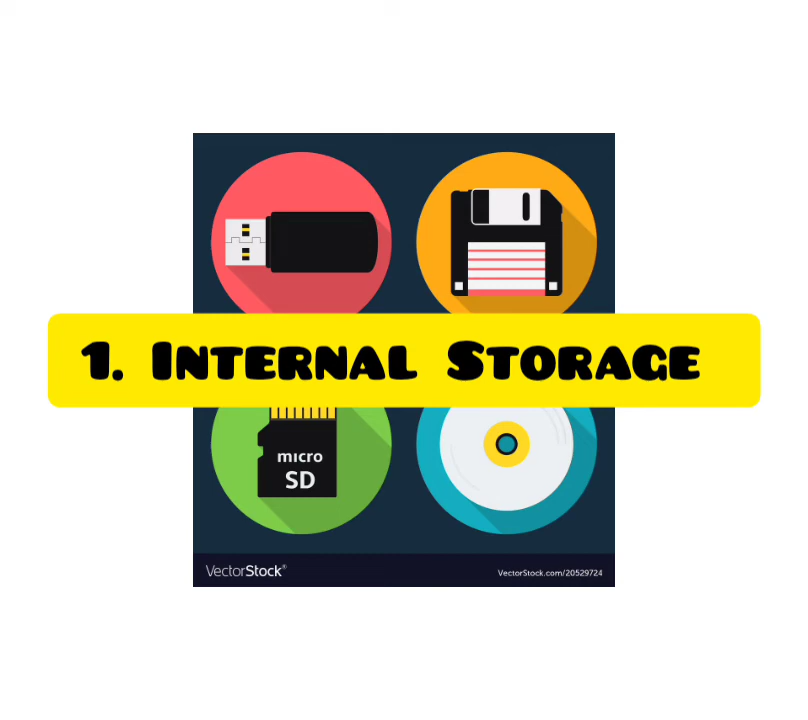 1. Internal Storage
micro
SD
VectorStock®
VectorStock.com/20529724